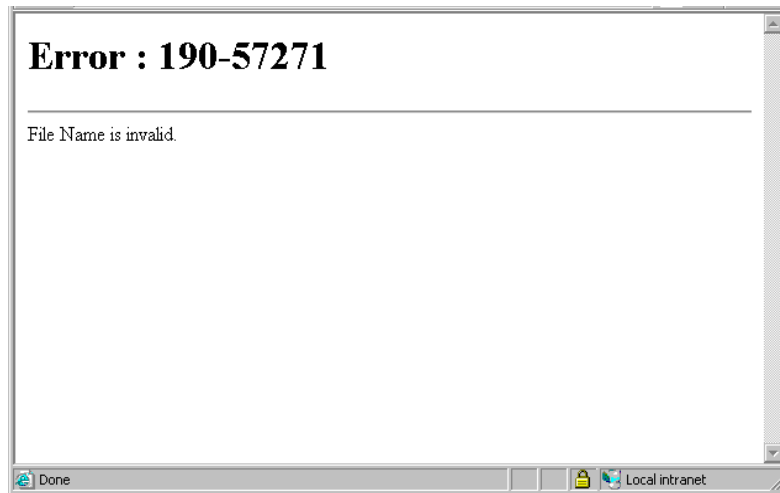 Error : 190-57271
File Name is invalid.
Done
Local intranet